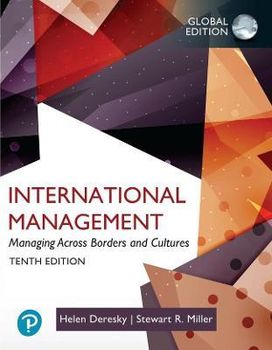 GLOBAL
EDITION
INTERNATIONAL
MANAGEMENT
Managing Across Borders and Cultures
TENTH EDITION
P
Helen Deresky | Stewart R. Miller